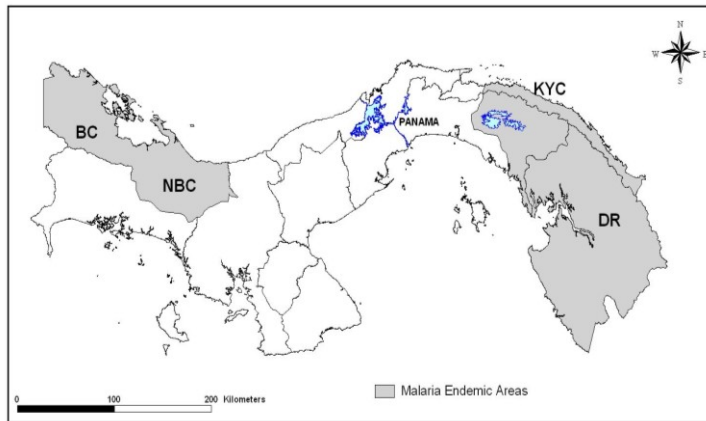 N
W E
S
KYC
BC
PANAMA
NBC
DR
0 100 200 Kilometers
Malaria Endemic Areas